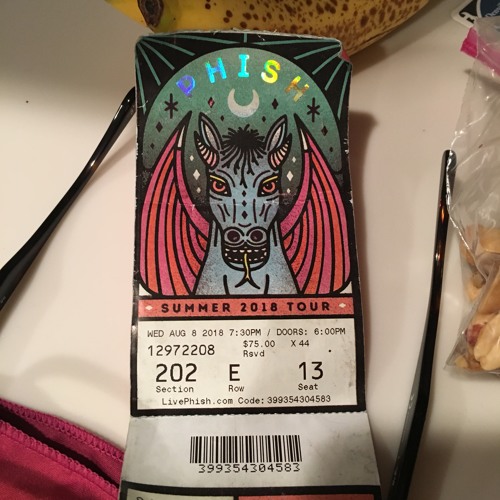 PHISH
SUMMER 2018 TOUR
WED AUG 8 2018 7:30PM / DOORS: 6:00PM
12972208 $75.00 X44
Rsvd
202 E 13
Section Row Seat
LivePhish.com Code: 399354304583
399354304583